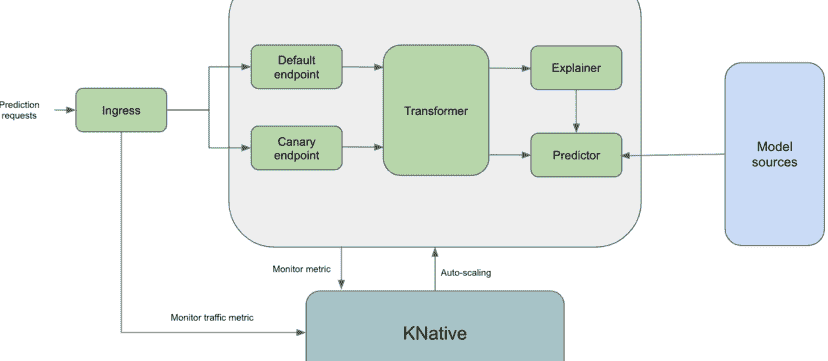 Prediction
requests
Ingress
Default
endpoint
Canary
endpoint
Transformer
Explainer
Predictor
Model
sources
Monitor metric
Auto-scaling
Monitor traffic metric
KNative